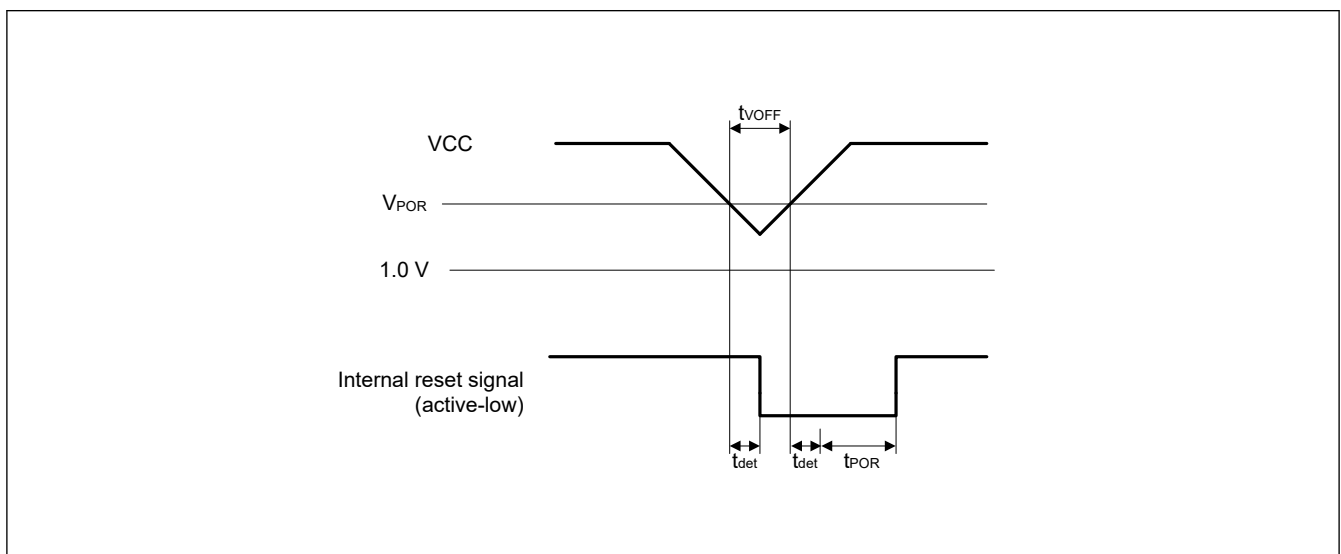 tVOFF
VCC
VPOR
1.0 V
Internal reset signal
(active-low)
tdet tdet tPOR